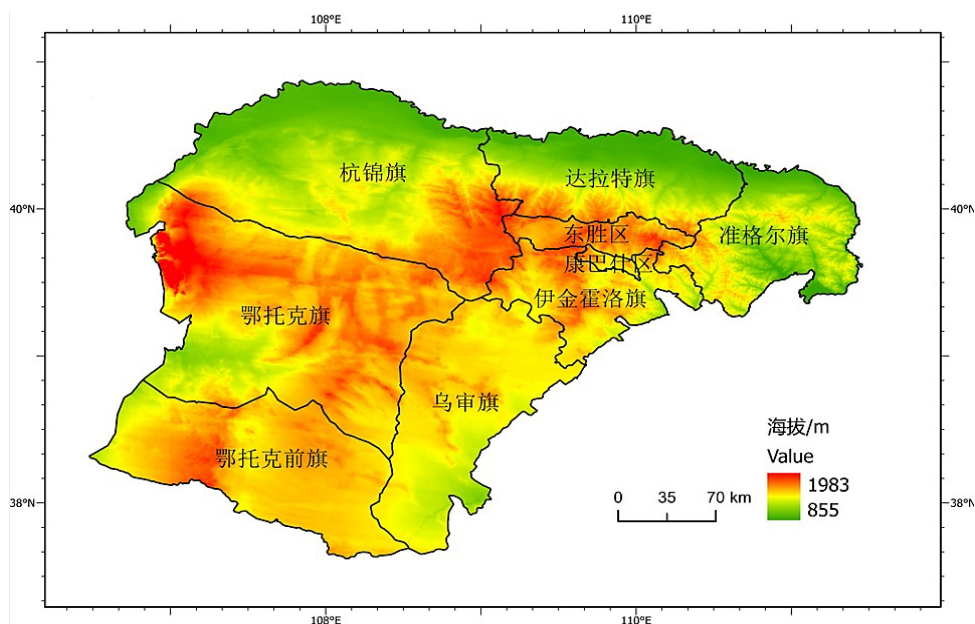 108°E
110°E
杭锦旗
达拉特旗
40°N
40°N
东胜区
准格尔旗
康巴什区
伊金霍洛旗
鄂托克旗
乌审旗
鄂托克前旗
海拔/m
Value
1983
855
0 35 70 km
38°N
38°N
108°E
110°E